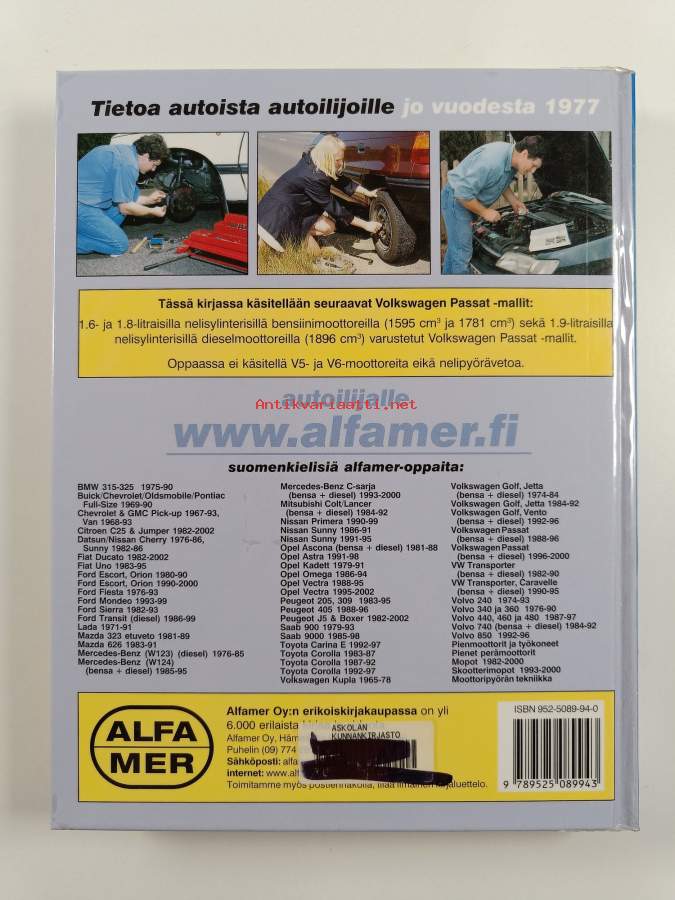 Tietoa autoista autoilijoille jo vuodesta 1977
Tässä kirjassa käsitellään seuraavat Volkswagen Passat -mallit:
1.6- ja 1.8-litraisilla nelisylinterisillä bensiinimoottoreilla (1595 cm³ ja 1781 cm³) sekä 1.9-litraisilla
nelisylinterisillä dieselmoottoreilla (1896 cm³) varustetut Volkswagen Passat -mallit.
Oppaassa ei käsitellä V5- ja V6-moottoreita eikä nelipyörävetoa.
autoilijalle
Antikvariaatti.net
www.alfamer.fi
suomenkielisiä alfamer-oppaita:
BMW 315-325 1975-90
Buick/Chevrolet/Oldsmobile/Pontiac
Full-Size 1969-90
Chevrolet & GMC Pick-up 1967-93,
Van 1968-93
Citroen C25 & Jumper 1982-2002
Datsun/Nissan Cherry 1976-86,
Sunny 1982-86
Fiat Ducato 1982-2002
Fiat Uno 1983-95
Ford Escort, Orion 1980-90
Ford Escort, Orion 1990-2000
Ford Fiesta 1976-93
Ford Mondeo 1993-99
Ford Sierra 1982-93
Ford Transit (diesel) 1986-99
Lada 1971-91
Mazda 323 etuveto 1981-89
Mazda 626 1983-91
Mercedes-Benz (W123) (diesel) 1976-85
Mercedes-Benz (W124)
(bensa + diesel) 1985-95
Mercedes-Benz C-sarja
(bensa + diesel) 1993-2000
Mitsubishi Colt/Lancer
(bensa + diesel) 1984-92
Nissan Primera 1990-99
Nissan Sunny 1986-91
Nissan Sunny 1991-95
Opel Ascona (bensa + diesel) 1981-88
Opel Astra 1991-98
Opel Kadett 1979-91
Opel Omega 1986-94
Opel Vectra 1988-95
Opel Vectra 1995-2002
Peugeot 205, 309 1983-95
Peugeot 405 1988-96
Peugeot J5 & Boxer 1982-2002
Saab 900 1979-93
Saab 9000 1985-98
Toyota Carina E 1992-97
Toyota Corolla 1983-87
Toyota Corolla 1987-92
Toyota Corolla 1992-97
Volkswagen Kupla 1965-78
Volkswagen Golf, Jetta
(bensa + diesel) 1974-84
Volkswagen Golf, Jetta 1984-92
Volkswagen Golf, Vento
(bensa + diesel) 1992-96
Volkswagen Passat
(bensa + diesel) 1988-96
Volkswagen Passat
(bensa + diesel) 1996-2000
VW Transporter
(bensa + diesel) 1982-90
VW Transporter, Caravelle
(bensa + diesel) 1990-95
Volvo 240 1974-93
Volvo 340 ja 360 1976-90
Volvo 440, 460 ja 480 1987-97
Volvo 740 (bensa + diesel) 1984-92
Volvo 850 1992-96
Pienmoottorit ja työkoneet
Pienet perämoottorit
Mopot 1982-2000
Skootterimopot 1993-2000
Moottoripyörän tekniikka
ALFA
MER
Alfamer Oy:n erikoiskirjakaupassa on yli
6.000 erilaista
Alfamer Oy,
Puhelin (09) 774
Sähköposti:
internet: www
Toimitamme myös
ASKOLAN
KUNNANKIRJASTO
ISBN 952-5089-94-0
9 789525 089943